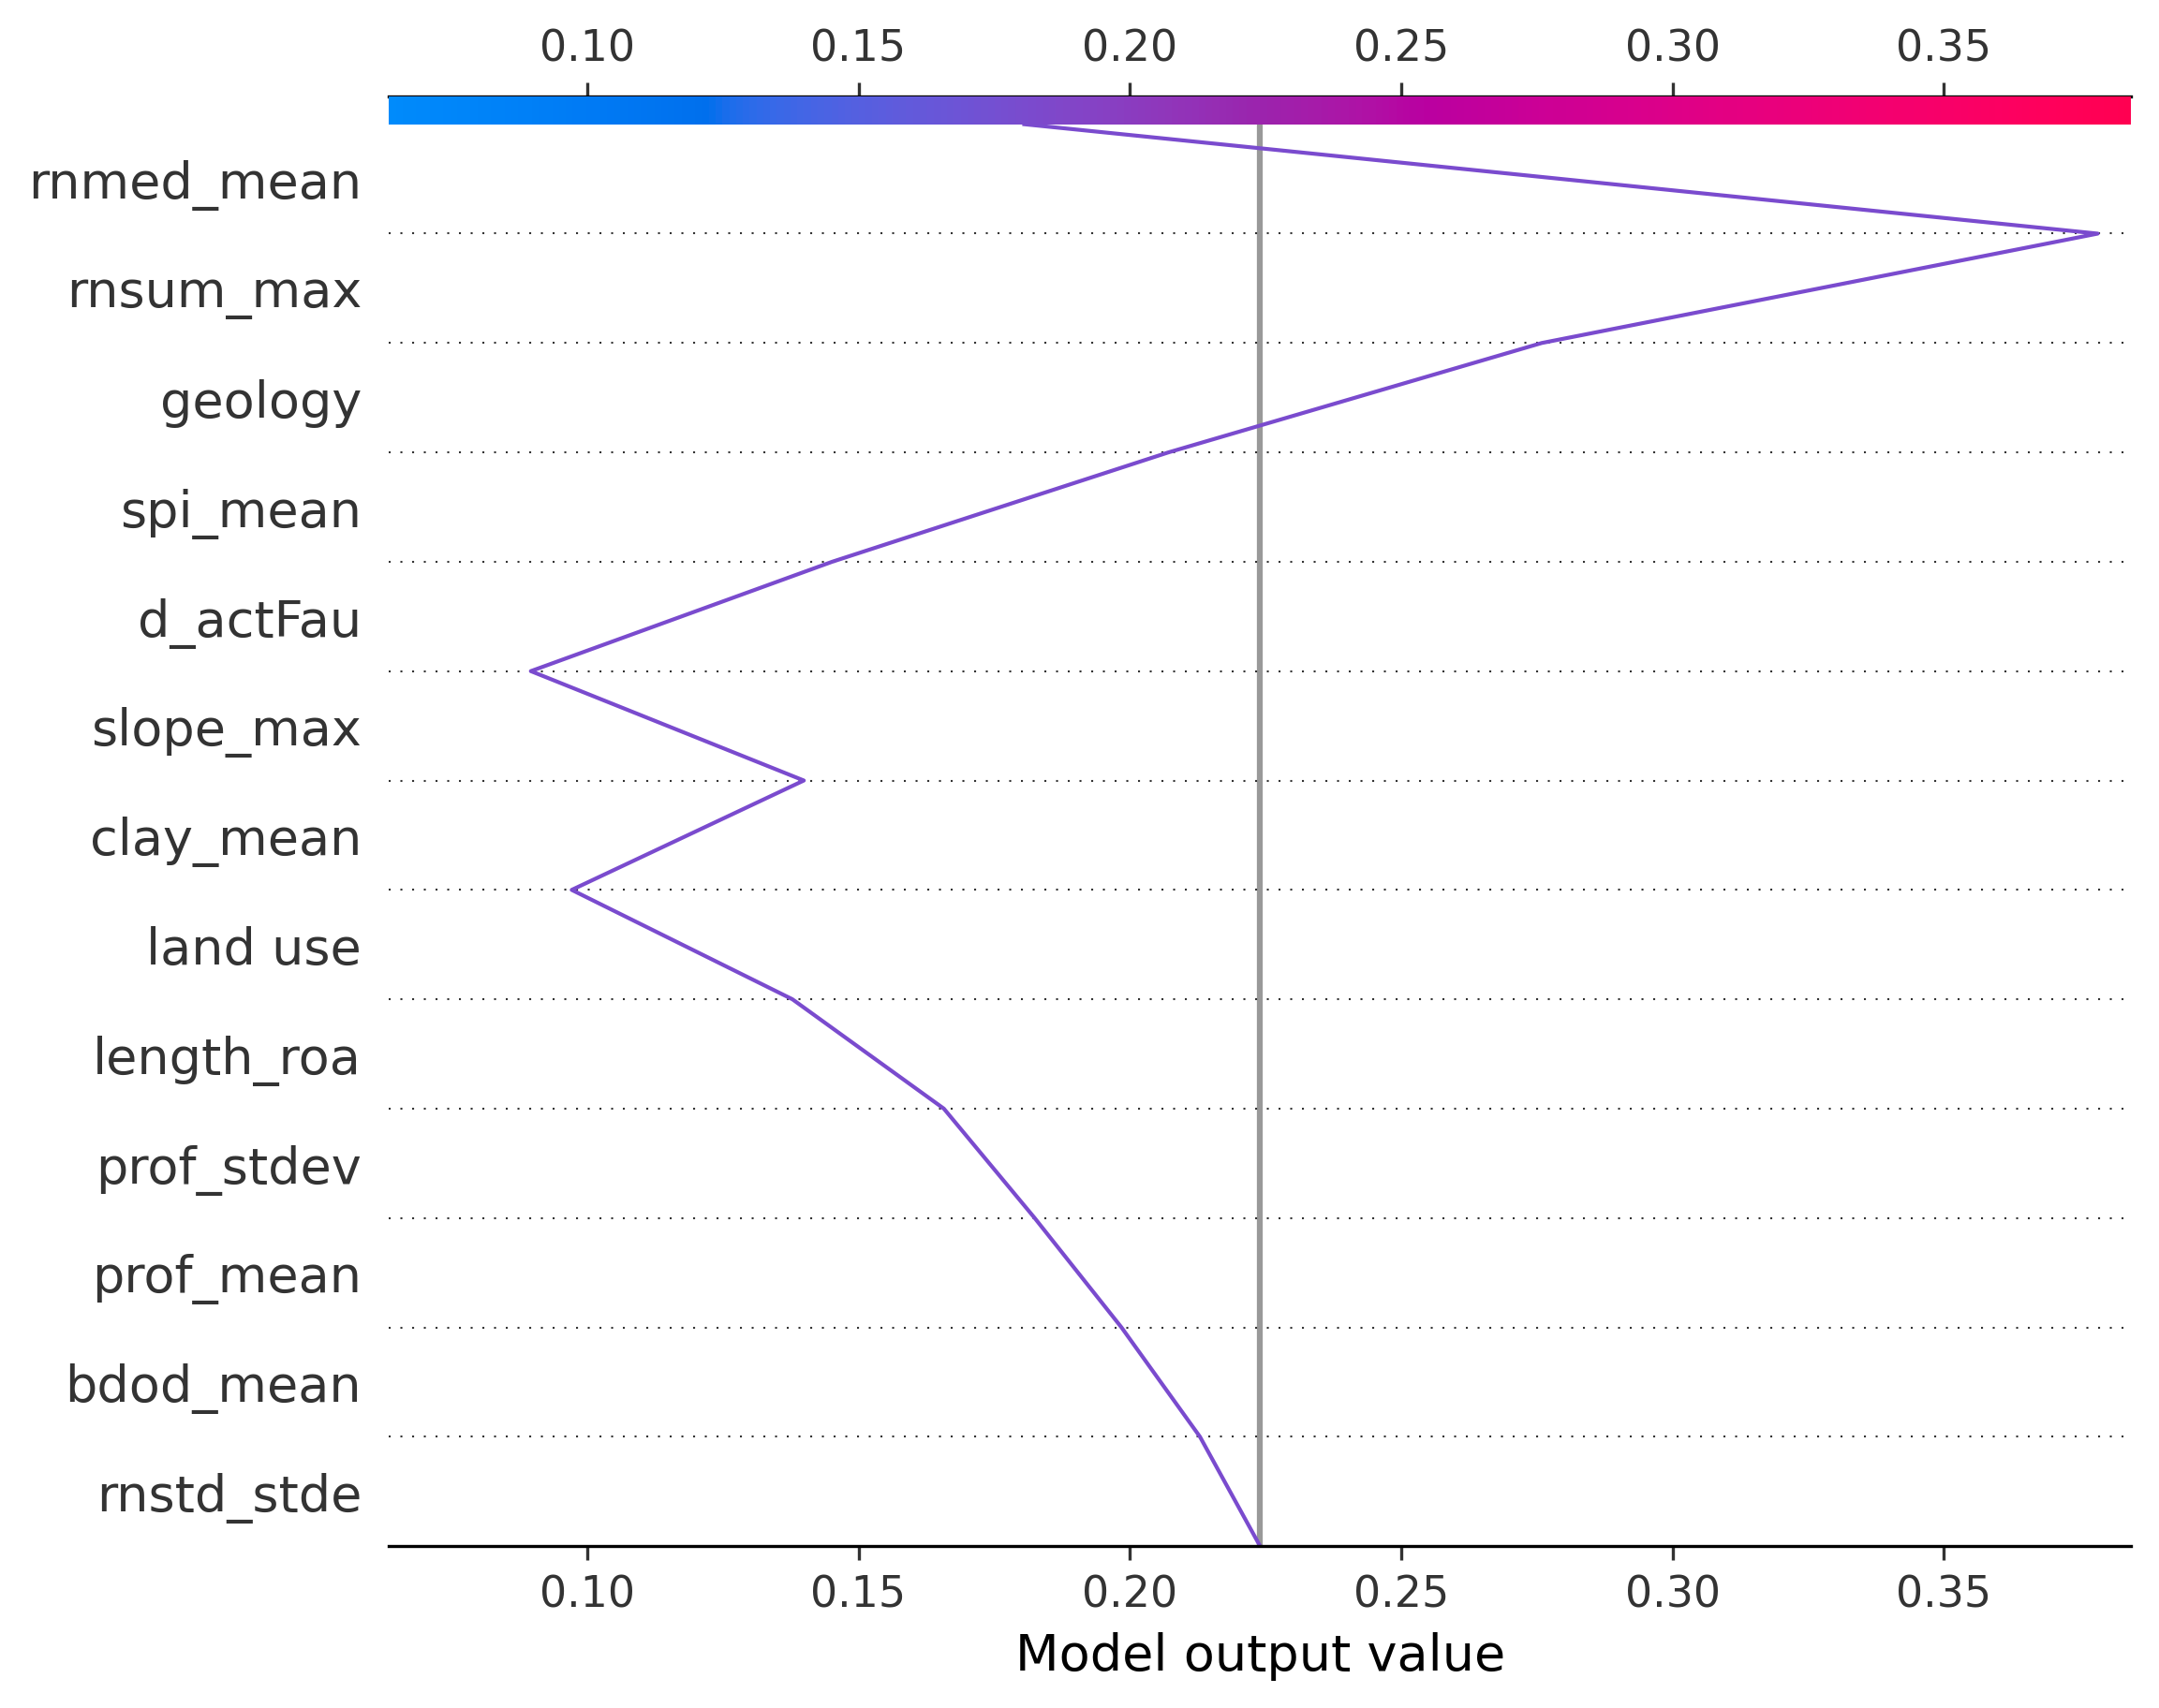 0.10 0.15 0.20 0.25 0.30 0.35
rnmed_mean
rnsum_max
geology
spi_mean
d_actFau
slope_max
clay_mean
land use
length_roa
prof_stdev
prof_mean
bdod_mean
rnstd_stde
0.10 0.15 0.20 0.25 0.30 0.35
Model output value